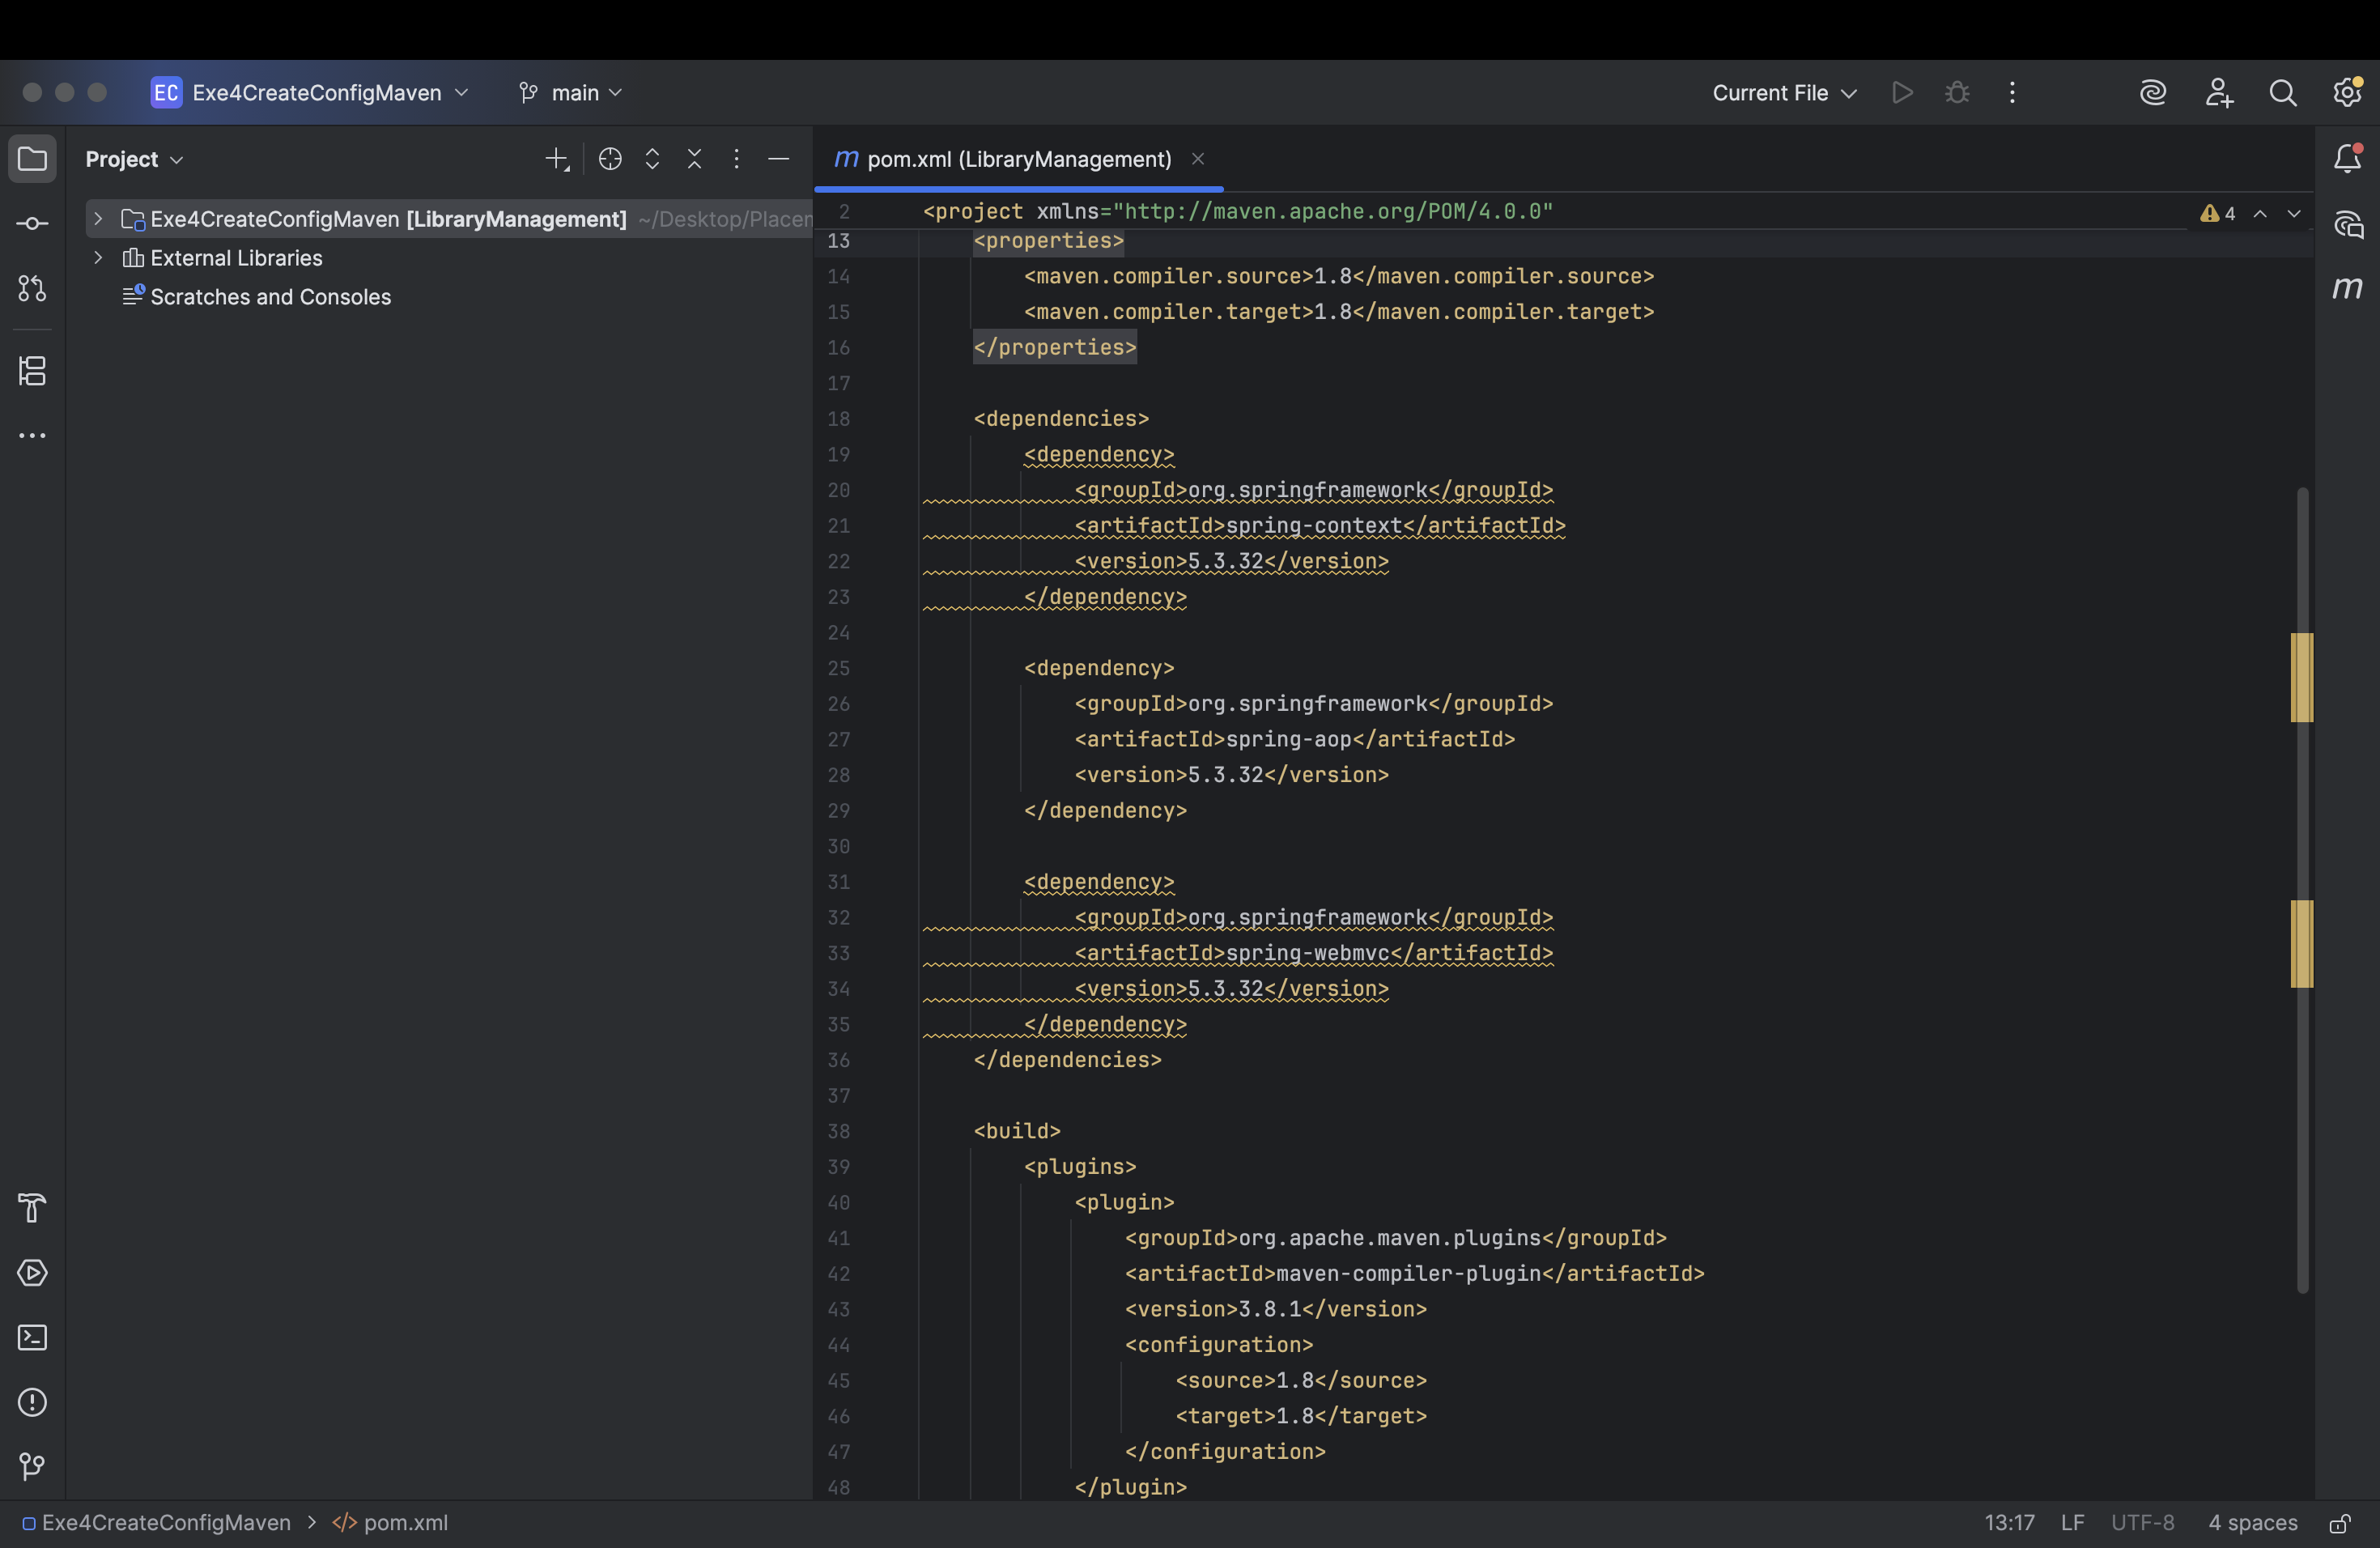 EC Exe4CreateConfigMaven main Current File
Project
Exe4CreateConfigMaven [LibraryManagement] ~/Desktop/Placem
External Libraries
Scratches and Consoles
m pom.xml (LibraryManagement)
4
2 <project xmlns="http://maven.apache.org/POM/4.0.0"
13 <properties>
14 <maven.compiler.source>1.8</maven.compiler.source>
15 <maven.compiler.target>1.8</maven.compiler.target>
16 </properties>
17
18 <dependencies>
19 <dependency>
20 <groupId>org.springframework</groupId>
21 <artifactId>spring-context</artifactId>
22 <version>5.3.32</version>
23 </dependency>
24
25 <dependency>
26 <groupId>org.springframework</groupId>
27 <artifactId>spring-aop</artifactId>
28 <version>5.3.32</version>
29 </dependency>
30
31 <dependency>
32 <groupId>org.springframework</groupId>
33 <artifactId>spring-webmvc</artifactId>
34 <version>5.3.32</version>
35 </dependency>
36 </dependencies>
37
38 <build>
39 <plugins>
40 <plugin>
41 <groupId>org.apache.maven.plugins</groupId>
42 <artifactId>maven-compiler-plugin</artifactId>
43 <version>3.8.1</version>
44 <configuration>
45 <source>1.8</source>
46 <target>1.8</target>
47 </configuration>
48 </plugin>
m
Exe4CreateConfigMaven > </> pom.xml
13:17 LF UTF-8 4 spaces